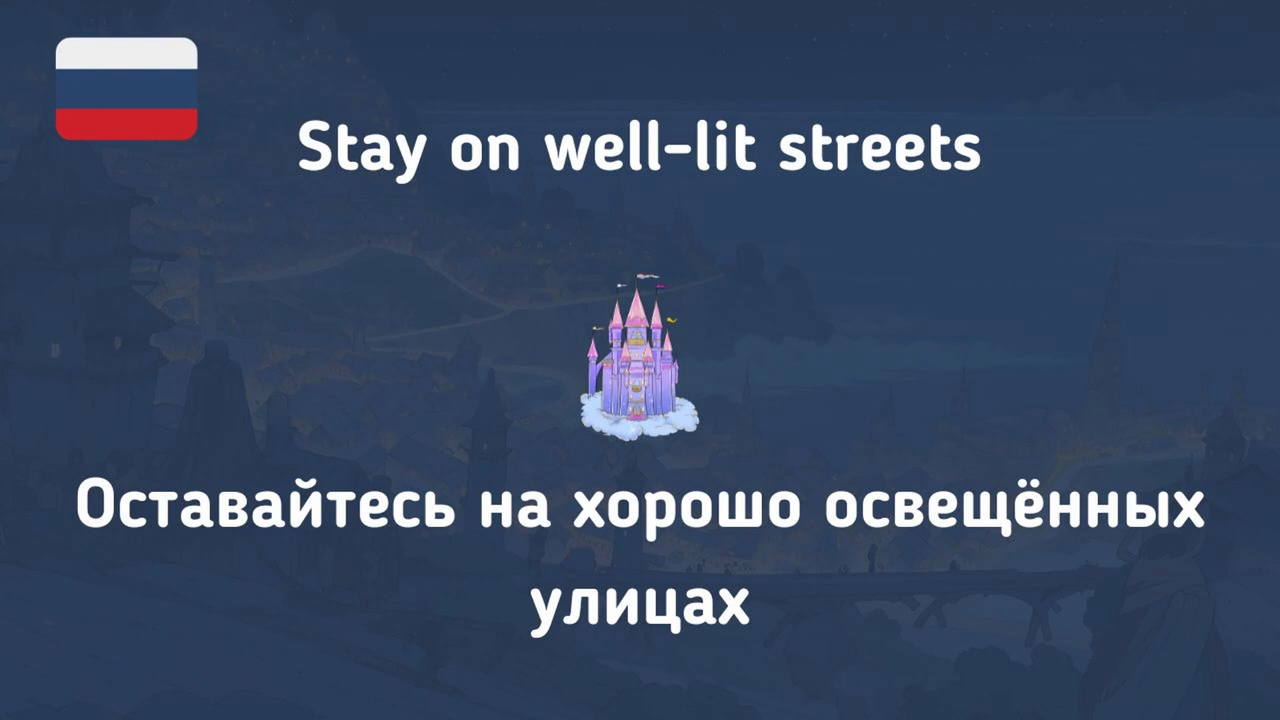 Stay on well-lit streets
Оставайтесь на хорошо освещённых
улицах